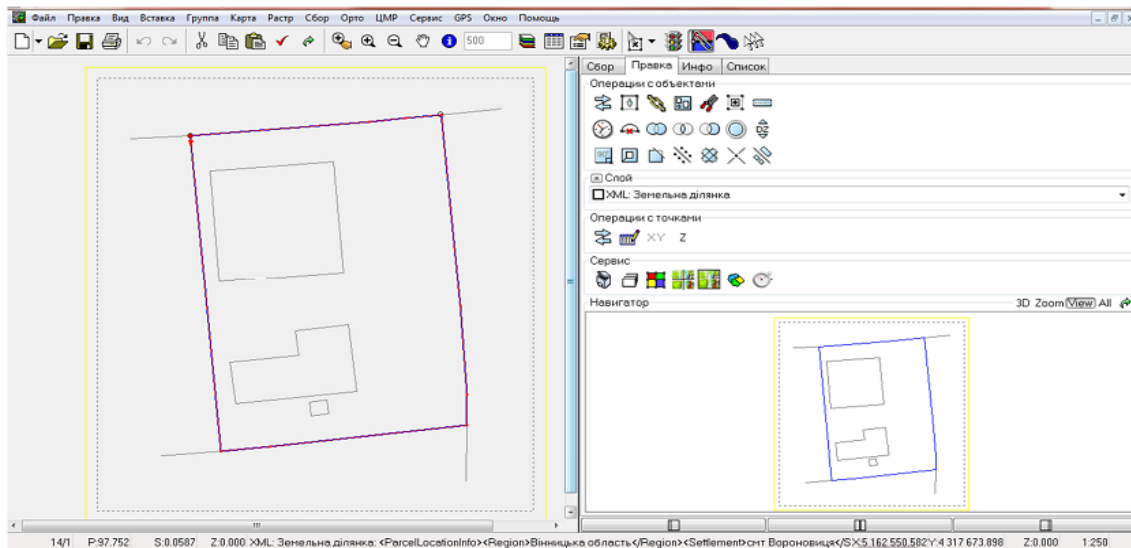 Файл Правка Вид Вставка Группа Карта Растр Сбор Орто ЦМР Сервис GPS Окно Помощь
500
Сбор Правка Инфо Список
Операции с объектами
DZ
Слой
XML: Земельна ділянка
Операции с точками
XY Z
Сервис
Навигатор 3D Zoom View All
14/1 P:97.752 S:0.0587 Z:0.000 XML: Земельна ділянка: <ParcelLocationInfo><Region>Вінницька область</Region><Settlement>смт Вороновиця</S X:5 162 550.582 Y:4 317 673.898 Z:0.000 1:250